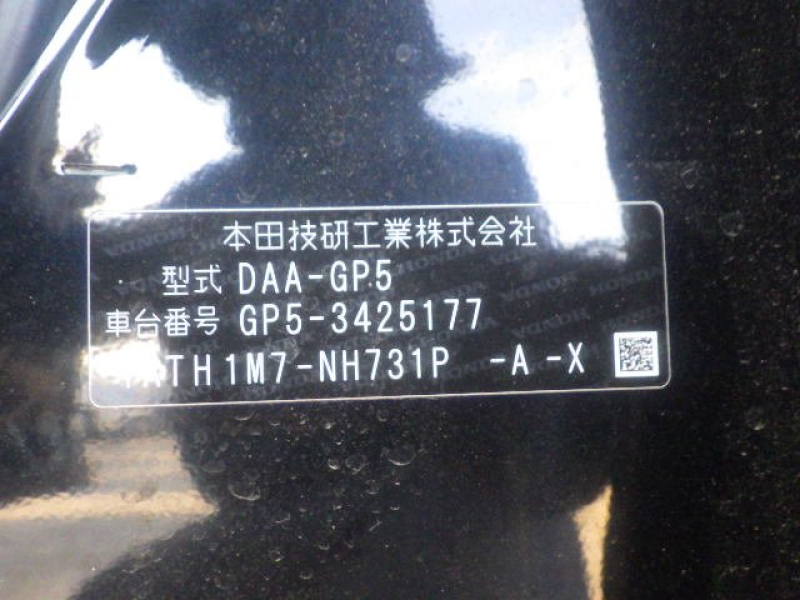 本田技研工業株式会社
型式 DAA-GP5
車台番号 GP5-3425177
TH1M7-NH731P -A-X